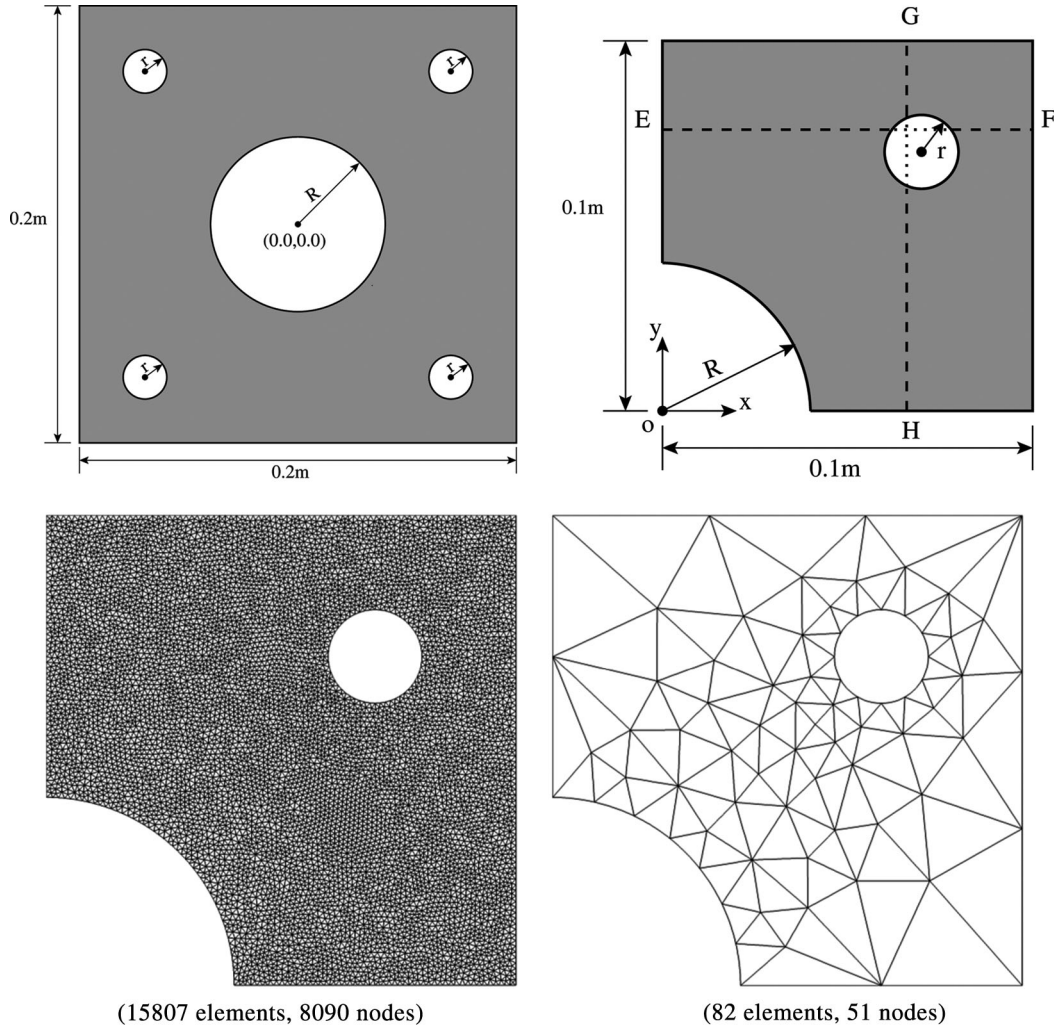 r
r
0.2m
R
(0.0,0.0)
r
r
0.2m
G
E
F
r
0.1m
y
R
x
o
H
0.1m
(15807 elements, 8090 nodes)
(82 elements, 51 nodes)